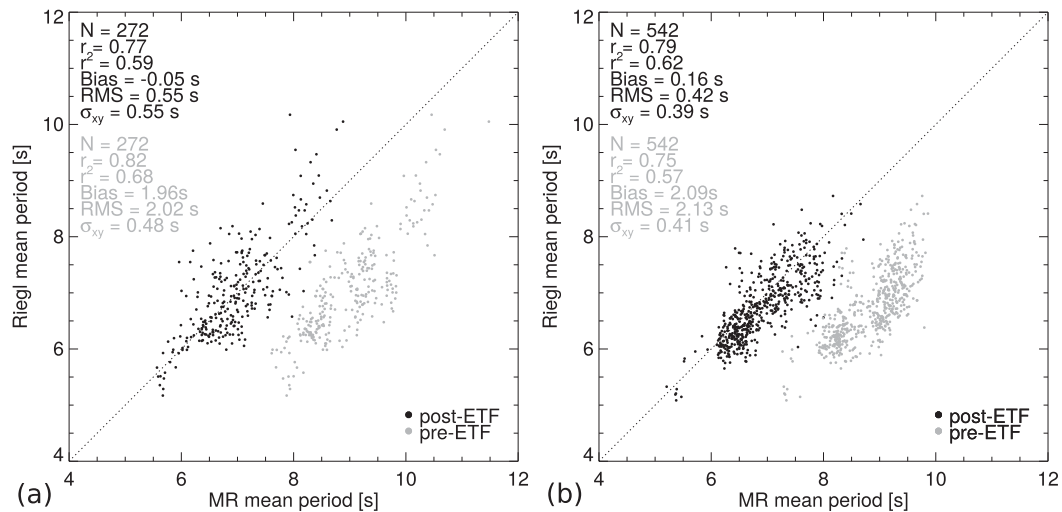 12
10
8
6
4
Riegl mean period [s]
N = 272
r₂= 0.77
r² = 0.59
Bias = -0.05 s
RMS = 0.55 s
σxy = 0.55 s
N = 272
r₂= 0.82
r² = 0.68
Bias = 1.96s
RMS = 2.02 s
σxy = 0.48 s
post-ETF
pre-ETF
4 6 8 10 12
(a) MR mean period [s]
12
10
8
6
4
Riegl mean period [s]
N = 542
r₂= 0.79
r² = 0.62
Bias = 0.16 s
RMS = 0.42 s
σxy = 0.39 s
N = 542
r₂= 0.75
r² = 0.57
Bias = 2.09s
RMS = 2.13 s
σxy = 0.41 s
post-ETF
pre-ETF
4 6 8 10 12
(b) MR mean period [s]